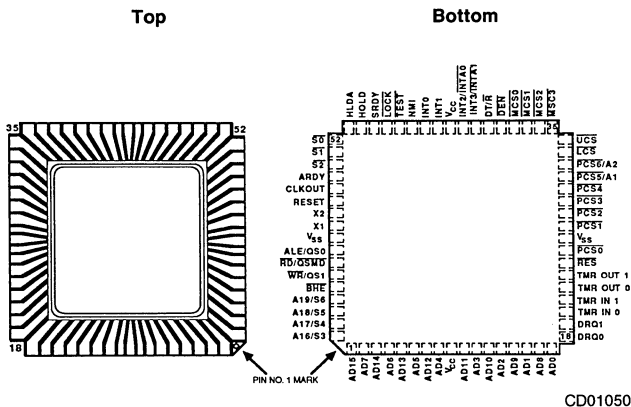 Top
Bottom
HLDA
HOLD
SRDY
LOCK
TEST
NMI
INT0
INT1
VCC
INT2/INTA0
INT3/INTA1
DT/R
DEN
MCS0
MCS1
MCS2
MSC3
35
52
18
S0
S1
S2
ARDY
CLKOUT
RESET
X2
X1
VSS
ALE/QS0
RD/QSMD
WR/QS1
BHE
A19/S6
A18/S5
A17/S4
A16/S3
52
35
1
18
UCS
LCS
PCS6/A2
PCS5/A1
PCS4
PCS3
PCS2
PCS1
VSS
PCS0
RES
TMR OUT 1
TMR OUT 0
TMR IN 1
TMR IN 0
DRQ1
DRQ0
AD15
AD7
AD14
AD6
AD13
AD5
AD12
AD4
VCC
AD11
AD3
AD10
AD2
AD9
AD1
AD8
AD0
PIN NO. 1 MARK
CD01050